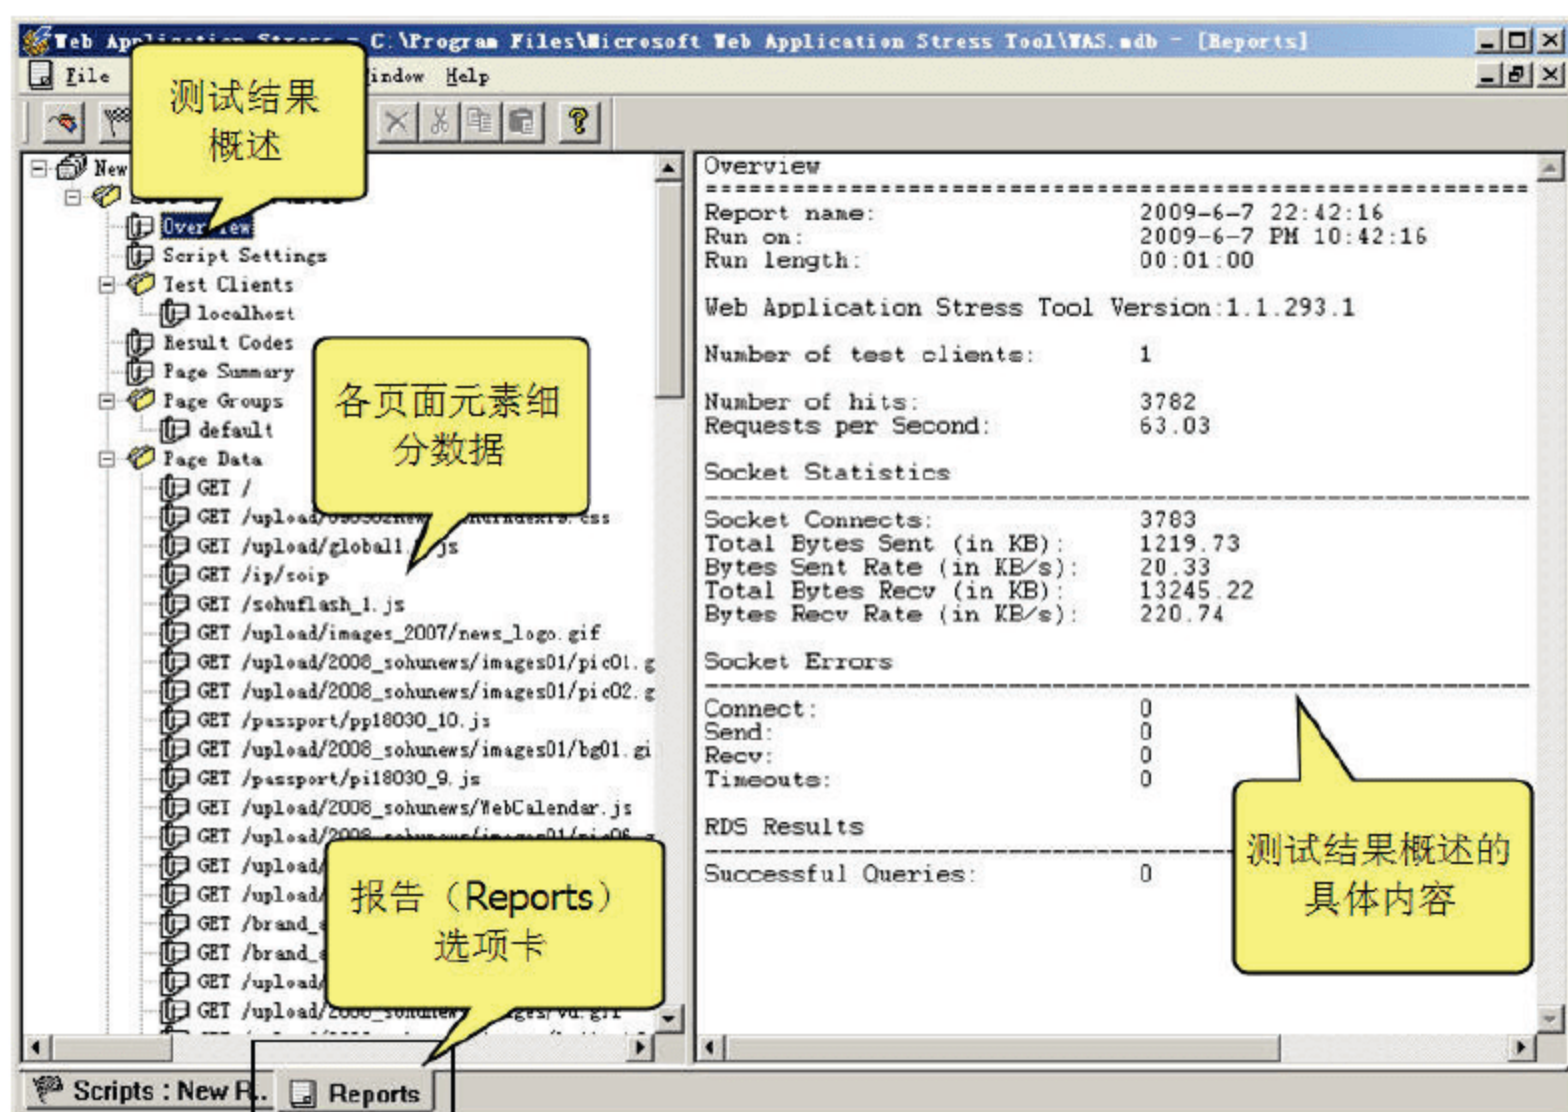 Web Application Stress - C:\Program Files\Microsoft Web Application Stress Tool\WAS.mdb - [Reports]
File Window Help
测试结果
概述
New
Overview
Script Settings
Test Clients
localhost
Result Codes
Page Summary
Page Groups
default
Page Data
GET /
GET /upload/
.css
GET /upload/global1. js
GET /ip/soip
GET /sohuflash_1.js
GET /upload/images_2007/news_logo.gif
GET /upload/2008_sohunews/images01/pic01.g
GET /upload/2008_sohunews/images01/pic02.g
GET /passport/pp18030_10.js
GET /upload/2008_sohunews/images01/bg01.gi
GET /passport/pi18030_9.js
GET /upload/2008_sohunews/WebCalendar.js
GET /upload/2008_sohunews/images01/pic06.g
GET /upload/
GET /upload/
GET /brand_
GET /brand_
GET /upload/
GET /upload/2008_sohunews
各页面元素细
分数据
报告（Reports）
选项卡
Overview
Report name: 2009-6-7 22:42:16
Run on: 2009-6-7 PM 10:42:16
Run length: 00:01:00
Web Application Stress Tool Version:1.1.293.1
Number of test clients: 1
Number of hits: 3782
Requests per Second: 63.03
Socket Statistics
Socket Connects: 3783
Total Bytes Sent (in KB): 1219.73
Bytes Sent Rate (in KB/s): 20.33
Total Bytes Recv (in KB): 13245.22
Bytes Recv Rate (in KB/s): 220.74
Socket Errors
Connect: 0
Send: 0
Recv: 0
Timeouts: 0
RDS Results
Successful Queries: 0
测试结果概述的
具体内容
Scripts : New R..
Reports